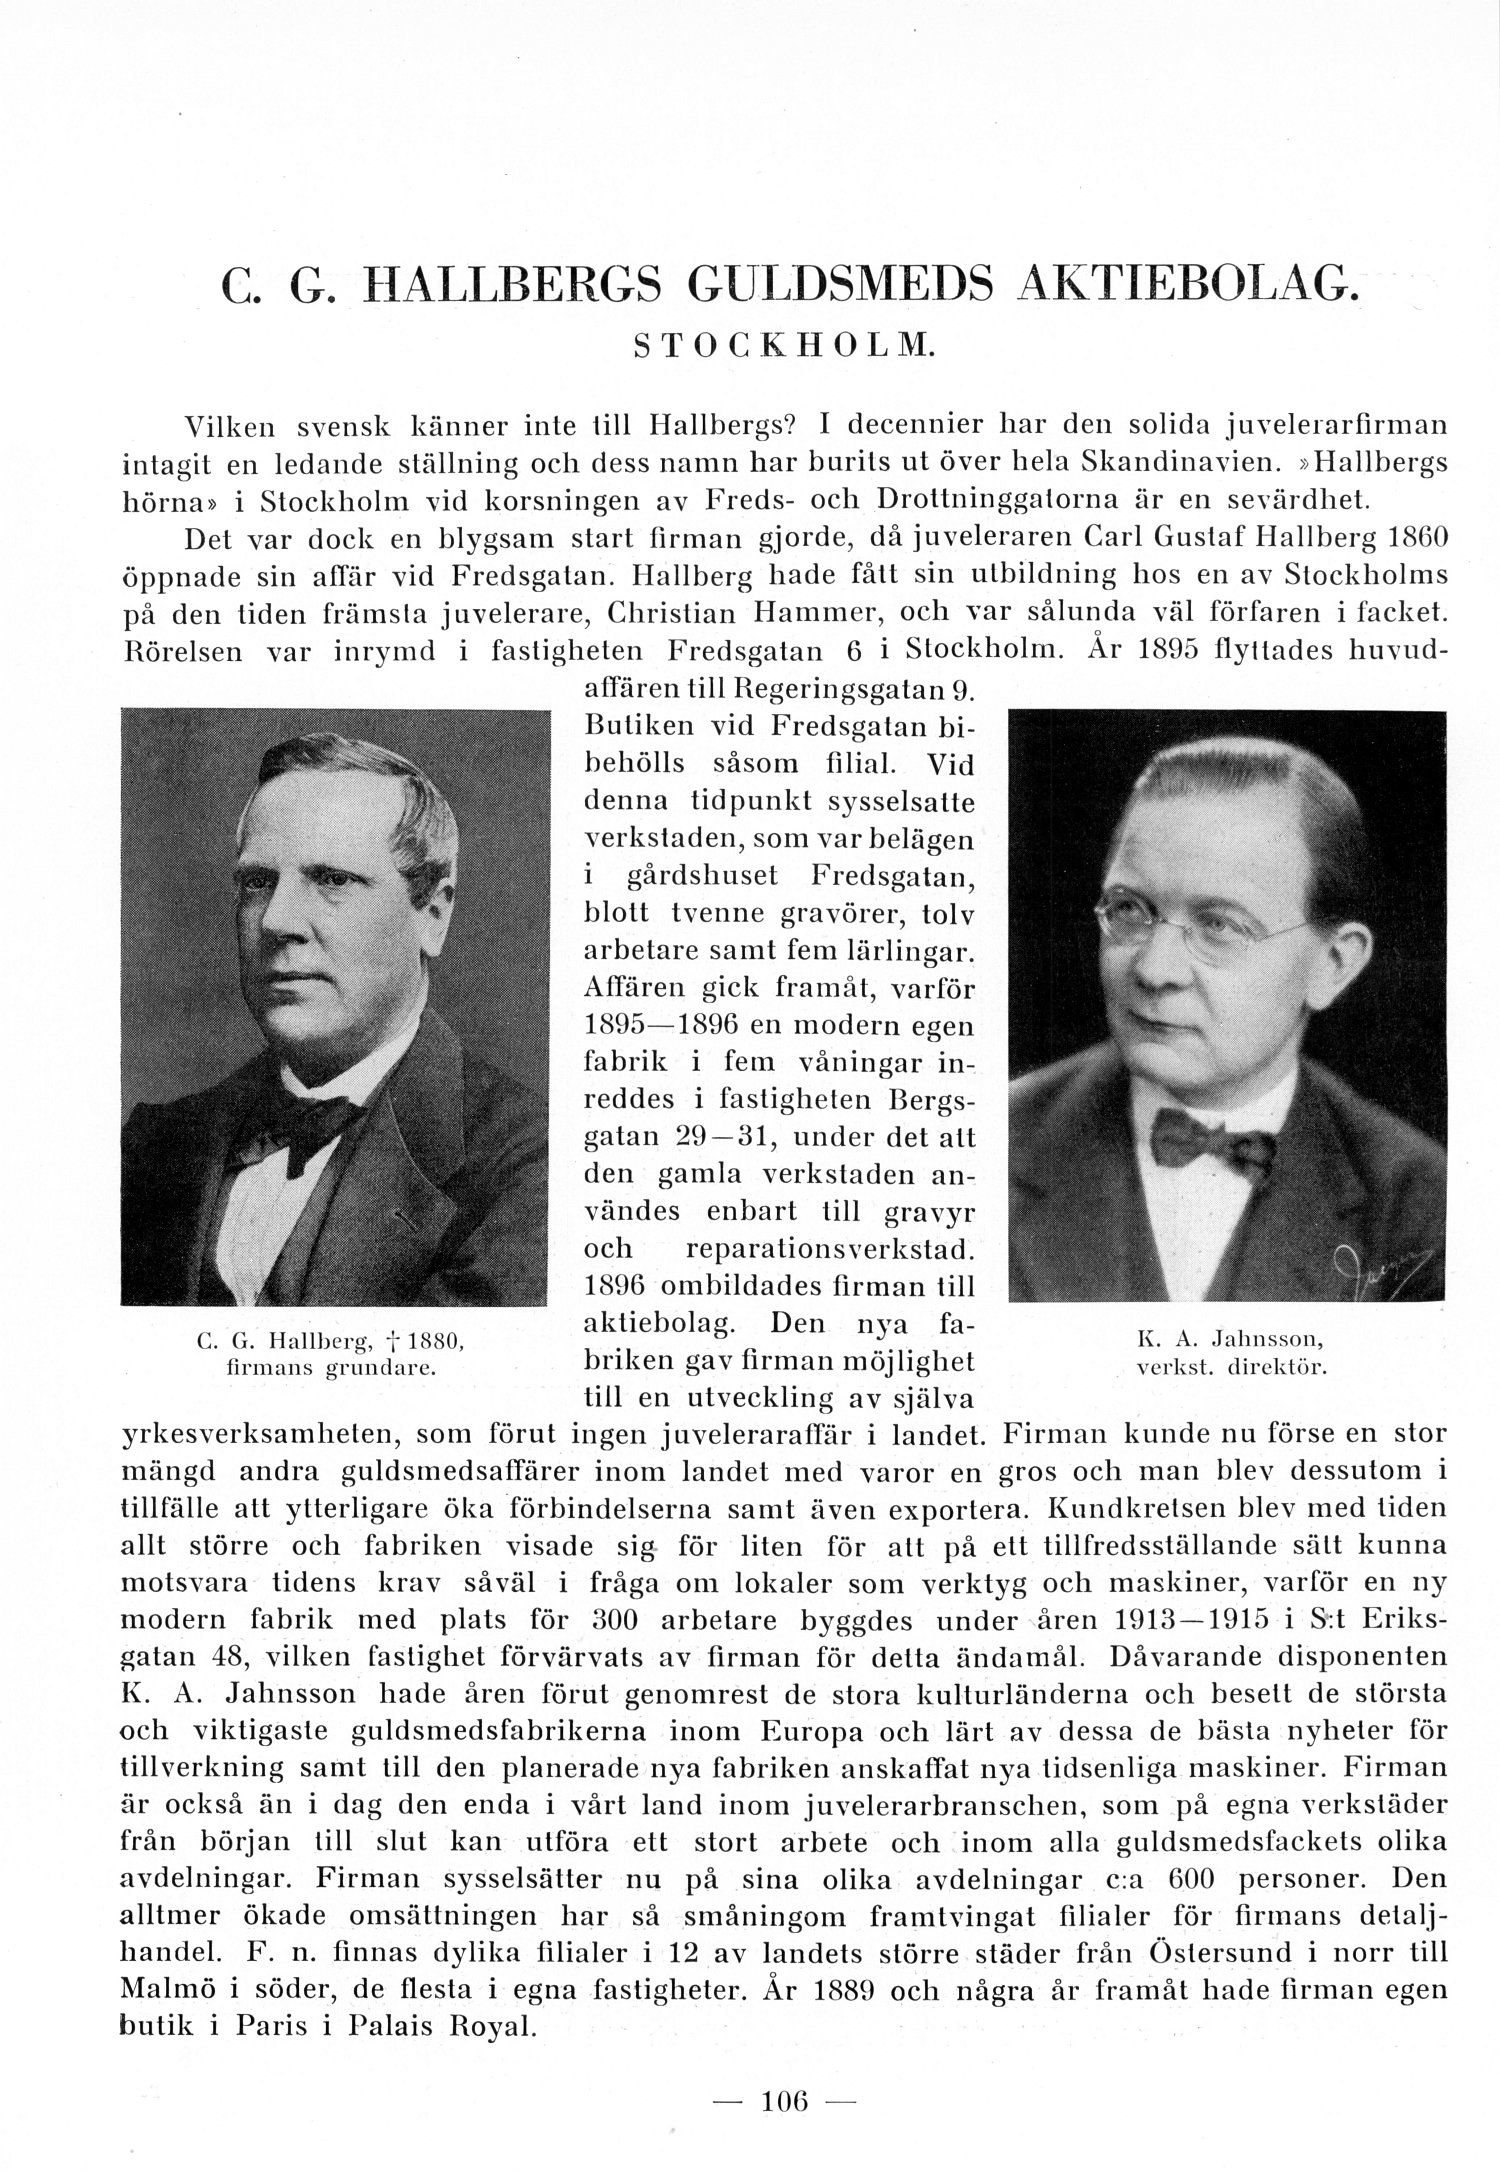 C. G. HALLBERGS GULDSMEDS AKTIEBOLAG.
STOCKHOLM.
Vilken svensk känner inte till Hallbergs? I decennier har den solida juvelerarfirman
intagit en ledande ställning och dess namn har burits ut över hela Skandinavien. »Hallbergs
hörna» i Stockholm vid korsningen av Freds- och Drottninggatorna är en sevärdhet.
Det var dock en blygsam start firman gjorde, då juveleraren Carl Gustaf Hallberg 1860
öppnade sin affär vid Fredsgatan. Hallberg hade fått sin utbildning hos en av Stockholms
på den tiden främsta juvelerare, Christian Hammer, och var sålunda väl förfaren i facket.
Rörelsen var inrymd i fastigheten Fredsgatan 6 i Stockholm. År 1895 flyttades huvud-
affären till Regeringsgatan 9.
Butiken vid Fredsgatan bi-
behölls såsom filial. Vid
denna tidpunkt sysselsatte
verkstaden, som var belägen
i gårdshuset Fredsgatan,
blott tvenne gravörer, tolv
arbetare samt fem lärlingar.
Affären gick framåt, varför
1895—1896 en modern egen
fabrik i fem våningar in-
reddes i fastigheten Bergs-
gatan 29—31, under det att
den gamla verkstaden an-
vändes enbart till gravyr
och reparationsverkstad.
1896 ombildades firman till
aktiebolag. Den nya fa-
briken gav firman möjlighet
till en utveckling av själva
C. G. Hallberg, † 1880,
firmans grundare.
Jaeger
K. A. Jahnsson,
verkst. direktör.
yrkesverksamheten, som förut ingen juveleraraffär i landet. Firman kunde nu förse en stor
mängd andra guldsmedsaffärer inom landet med varor en gros och man blev dessutom i
tillfälle att ytterligare öka förbindelserna samt även exportera. Kundkretsen blev med tiden
allt större och fabriken visade sig för liten för att på ett tillfredsställande sätt kunna
motsvara tidens krav såväl i fråga om lokaler som verktyg och maskiner, varför en ny
modern fabrik med plats för 300 arbetare byggdes under åren 1913—1915 i S:t Eriks-
gatan 48, vilken fastighet förvärvats av firman för detta ändamål. Dåvarande disponenten
K. A. Jahnsson hade åren förut genomrest de stora kulturländerna och besett de största
och viktigaste guldsmedsfabrikerna inom Europa och lärt av dessa de bästa nyheter för
tillverkning samt till den planerade nya fabriken anskaffat nya tidsenliga maskiner. Firman
är också än i dag den enda i vårt land inom juvelerarbranschen, som på egna verkstäder
från början till slut kan utföra ett stort arbete och inom alla guldsmedsfackets olika
avdelningar. Firman sysselsätter nu på sina olika avdelningar c:a 600 personer. Den
alltmer ökade omsättningen har så småningom framtvingat filialer för firmans detalj-
handel. F. n. finnas dylika filialer i 12 av landets större städer från Östersund i norr till
Malmö i söder, de flesta i egna fastigheter. År 1889 och några år framåt hade firman egen
butik i Paris i Palais Royal.
— 106 —